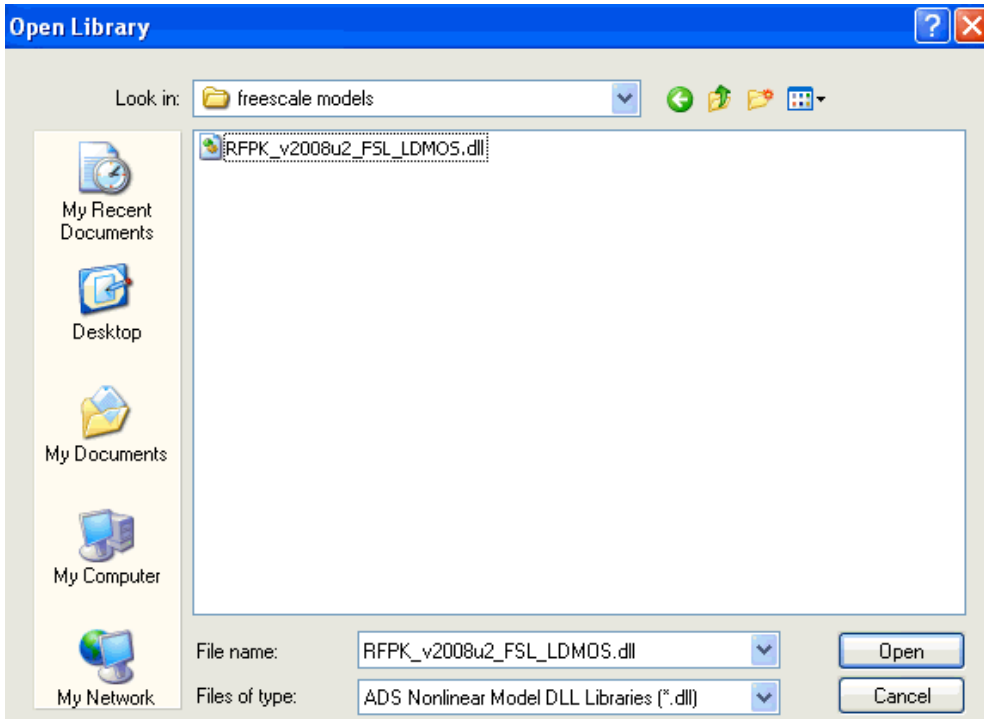 Open Library
?
Look in:
freescale models
RFPK_v2008u2_FSL_LDMOS.dll
My Recent
Documents
Desktop
My Documents
My Computer
My Network
File name:
RFPK_v2008u2_FSL_LDMOS.dll
Open
Files of type:
ADS Nonlinear Model DLL Libraries (*.dll)
Cancel